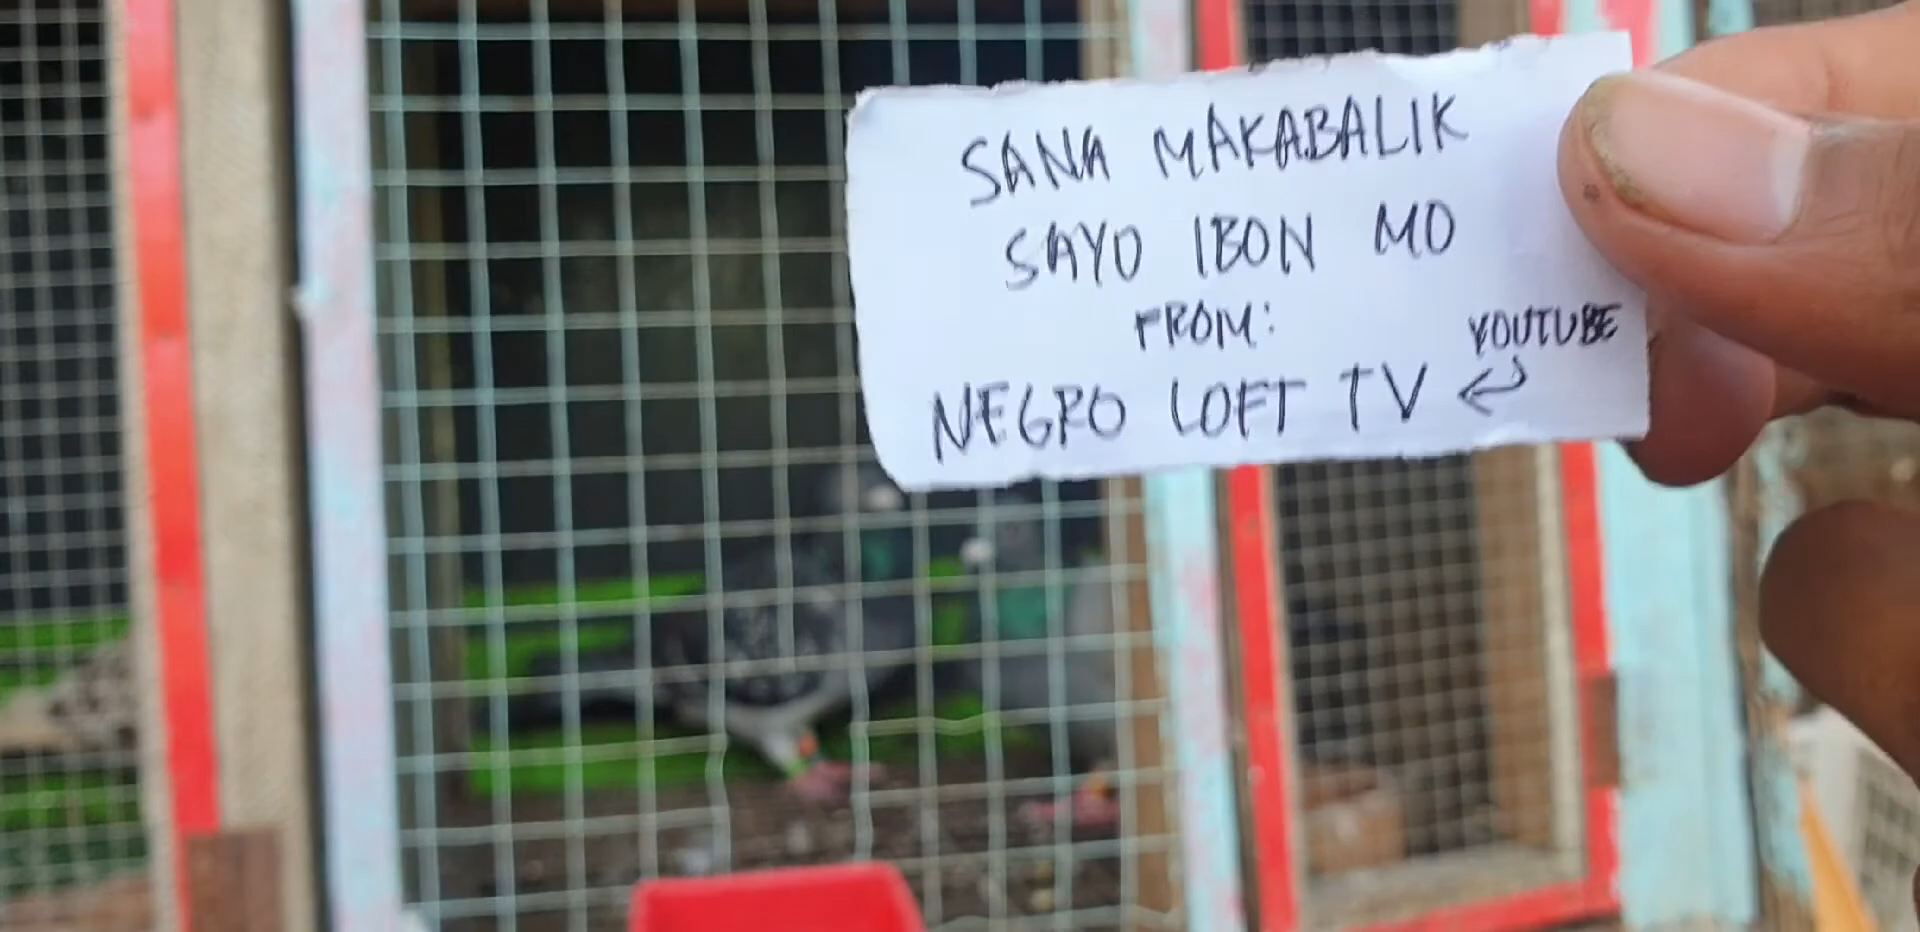 SANA MAKABALIK
SAYO IBON MO
FROM:
YOUTUBE
NEGRO LOFT TV ↩